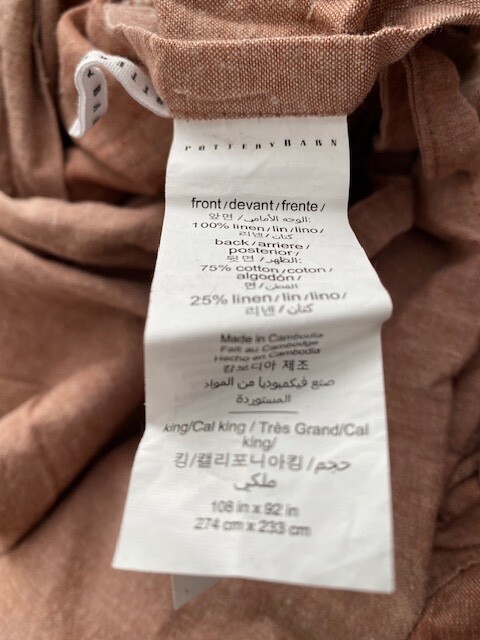 POTTERY BARN
front/devant/frente/
앞면 /الوجه الأمامي:
100% linen/lin/lino/
리넨/ كتان/
back/arriere/
posterior/
뒷면 /الظهر:
75% cotton/coton/
algodón/
면/القطن/
25% linen/lin/lino/
리넨/ كتان/
Made in Cambodia
Fait au Cambodge
Hecho en Cambodia
캄보디아 제조
صنع فيكمبوديا من المواد
المستوردة
king/Cal king / Très Grand/Cal
king/
킹/캘리포니아킹/ حجم/
ملكي
108 in x 92 in
274 cm x 233 cm